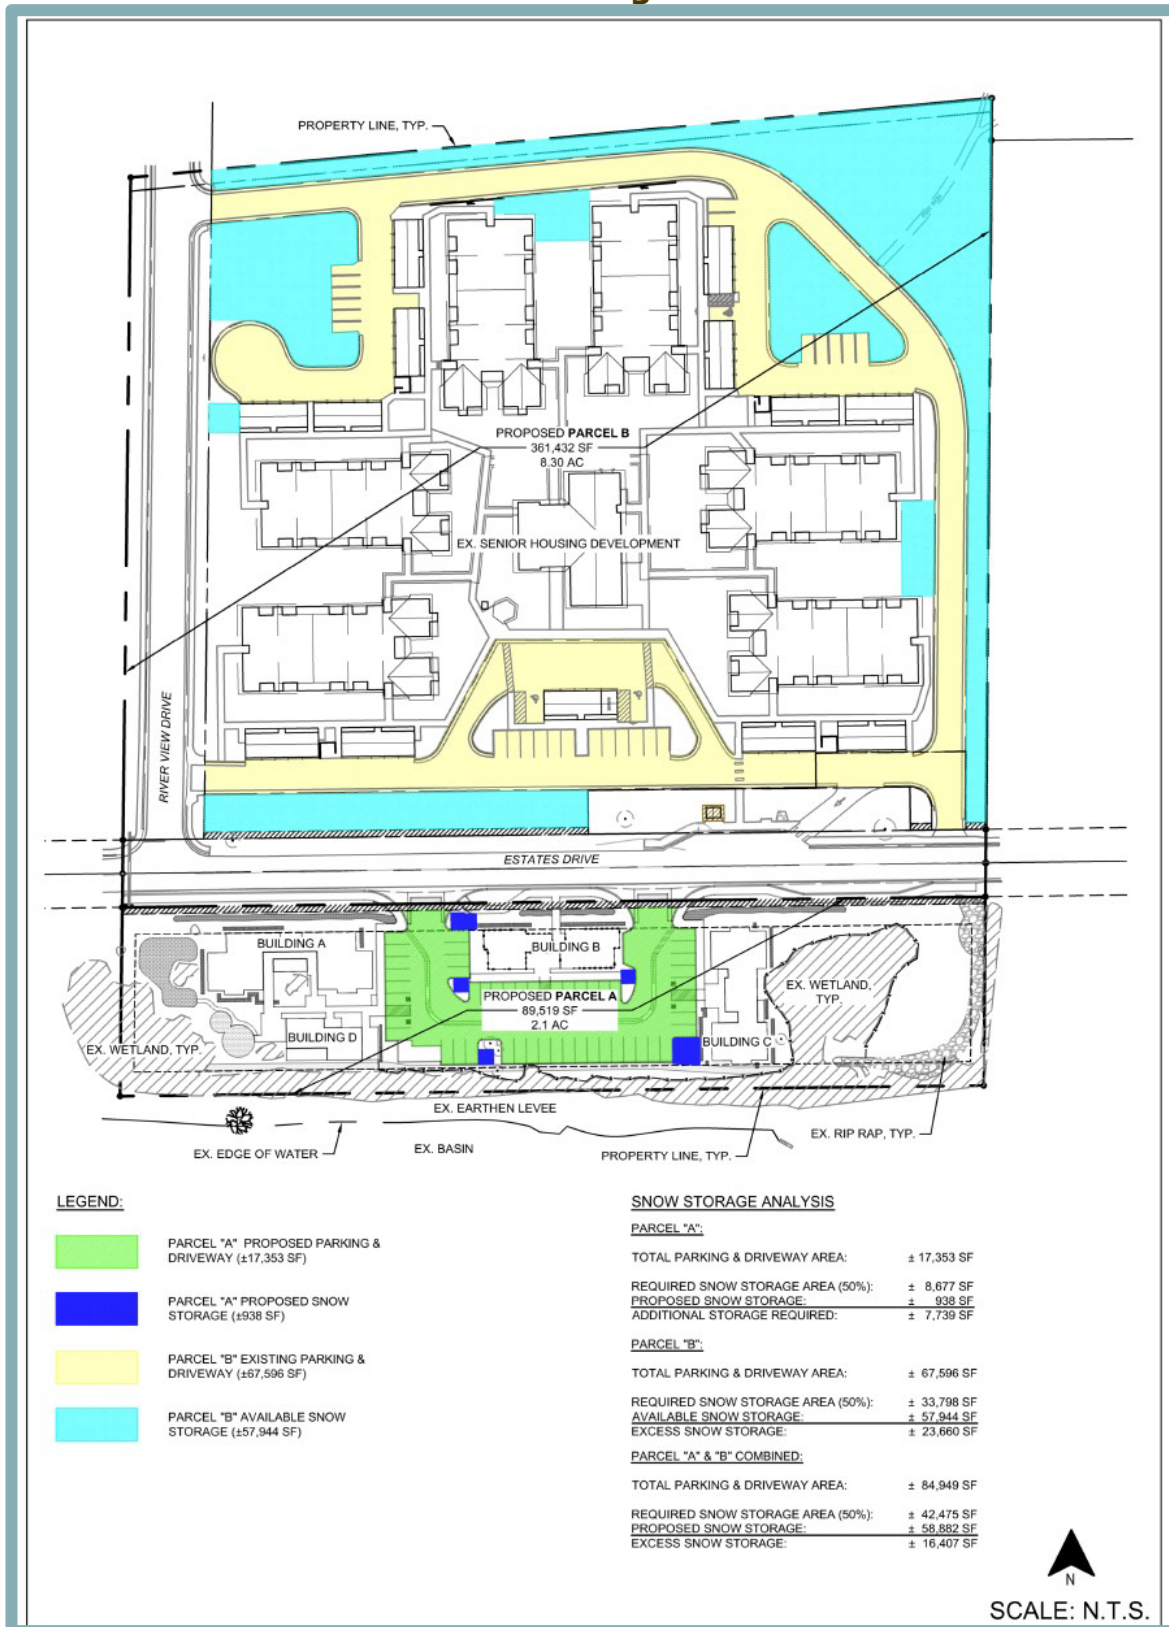 PROPERTY LINE, TYP.
PROPOSED PARCEL B
361,432 SF
8.30 AC
EX. SENIOR HOUSING DEVELOPMENT
RIVER VIEW DRIVE
ESTATES DRIVE
BUILDING A
BUILDING B
EX. WETLAND,
TYP.
PROPOSED PARCEL A
89,519 SF
2.1 AC
BUILDING D
BUILDING C
EX. WETLAND, TYP.
EX. EARTHEN LEVEE
EX. RIP RAP, TYP.
EX. EDGE OF WATER
EX. BASIN
PROPERTY LINE, TYP.
LEGEND:
PARCEL "A" PROPOSED PARKING &
DRIVEWAY (±17,353 SF)
PARCEL "A" PROPOSED SNOW
STORAGE (±938 SF)
PARCEL "B" EXISTING PARKING &
DRIVEWAY (±67,596 SF)
PARCEL "B" AVAILABLE SNOW
STORAGE (±57,944 SF)
SNOW STORAGE ANALYSIS
PARCEL "A":
TOTAL PARKING & DRIVEWAY AREA: ± 17,353 SF
REQUIRED SNOW STORAGE AREA (50%): ± 8,677 SF
PROPOSED SNOW STORAGE: ± 938 SF
ADDITIONAL STORAGE REQUIRED: ± 7,739 SF
PARCEL "B":
TOTAL PARKING & DRIVEWAY AREA: ± 67,596 SF
REQUIRED SNOW STORAGE AREA (50%): ± 33,798 SF
AVAILABLE SNOW STORAGE: ± 57,944 SF
EXCESS SNOW STORAGE: ± 23,660 SF
PARCEL "A" & "B" COMBINED:
TOTAL PARKING & DRIVEWAY AREA: ± 84,949 SF
REQUIRED SNOW STORAGE AREA (50%): ± 42,475 SF
PROPOSED SNOW STORAGE: ± 58,882 SF
EXCESS SNOW STORAGE: ± 16,407 SF
N
SCALE: N.T.S.